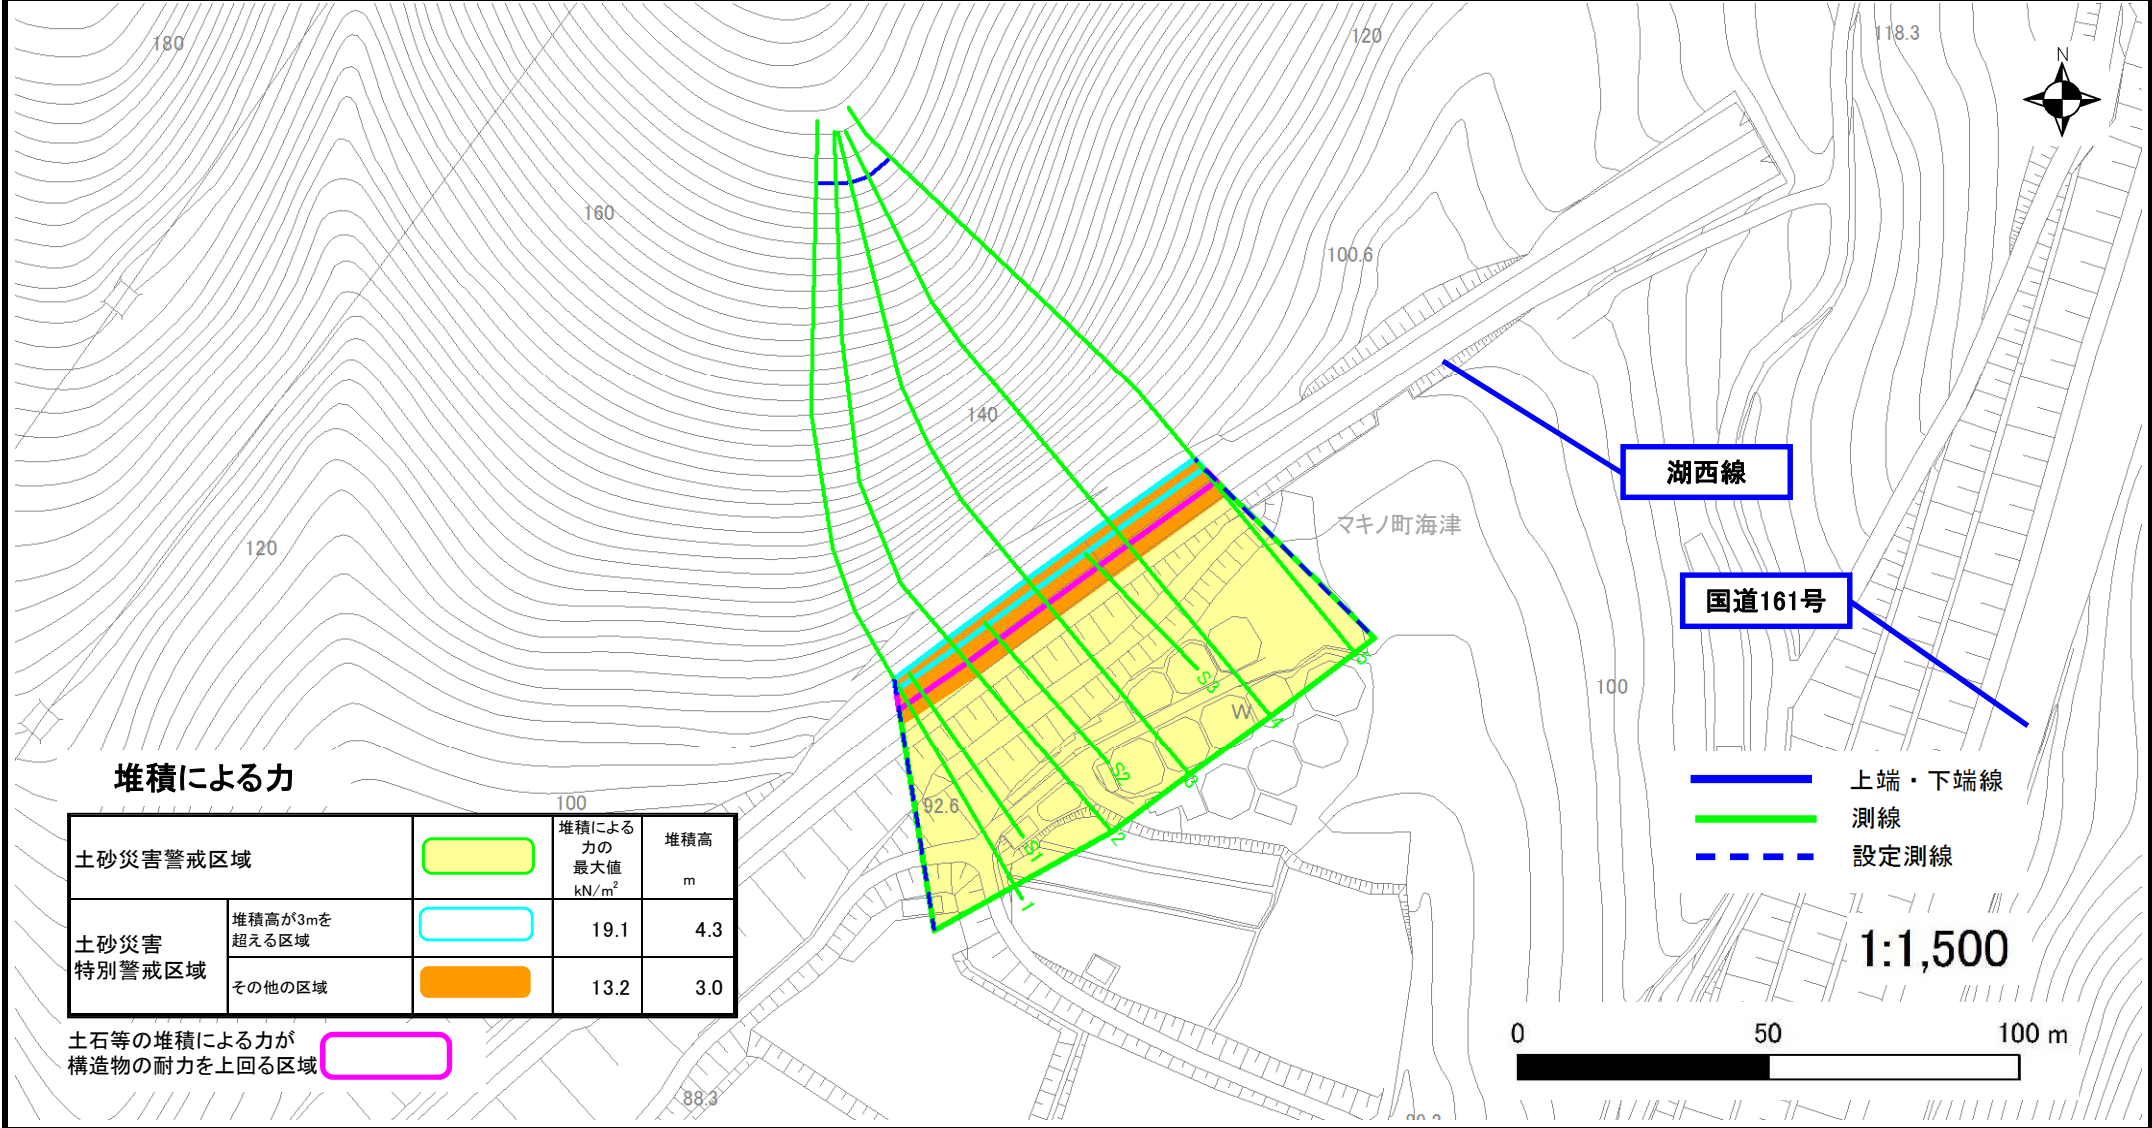 180
120
118.3
N
160
100.6
140
湖西線
マキノ町海津
120
国道161号
100
5
S3
W
4
S2
3
堆積による力
上端・下端線
100
92.6
測線
2
S1
設定測線
1
土砂災害警戒区域
堆積による
力の
最大値
kN/m²
堆積高
m
土砂災害
特別警戒区域
堆積高が3mを
超える区域
19.1
4.3
その他の区域
13.2
3.0
1:1,500
土石等の堆積による力が
構造物の耐力を上回る区域
0 50 100 m
88.3